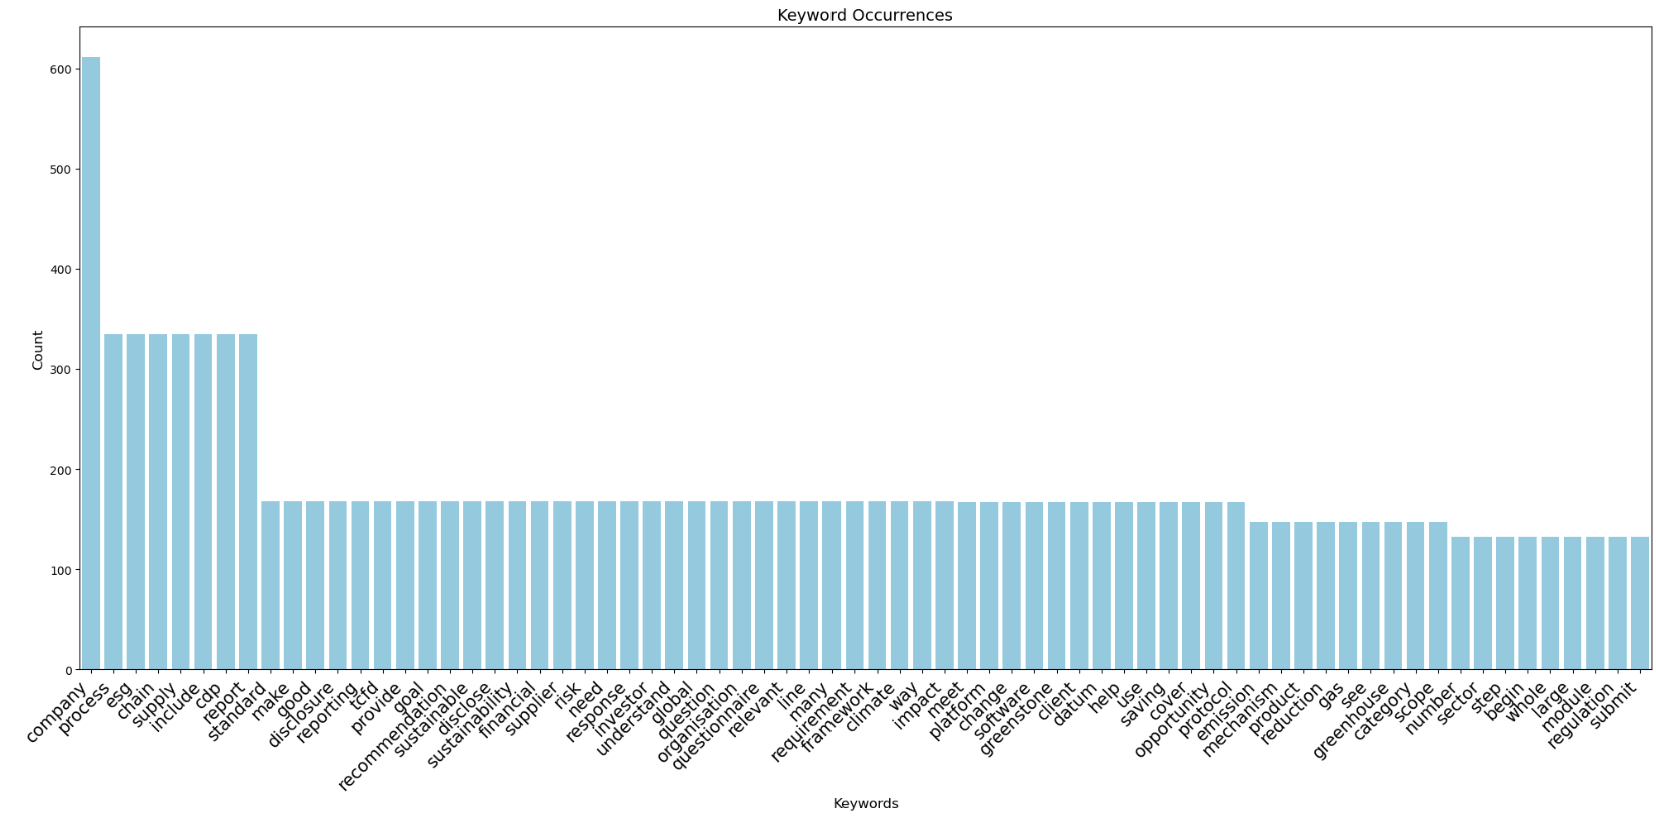 Keyword Occurrences
600
500
400
300
200
100
0
Count
company
process
esg
chain
supply
include
cdp
report
standard
make
good
disclosure
reporting
tcfd
provide
goal
recommendation
sustainable
disclose
sustainability
financial
supplier
risk
need
response
investor
understand
global
question
organisation
questionnaire
relevant
line
many
requirement
framework
climate
way
impact
meet
platform
change
software
greenstone
client
datum
help
use
saving
cover
opportunity
protocol
emission
mechanism
product
reduction
gas
see
greenhouse
category
scope
number
sector
step
begin
whole
large
module
regulation
submit
Keywords